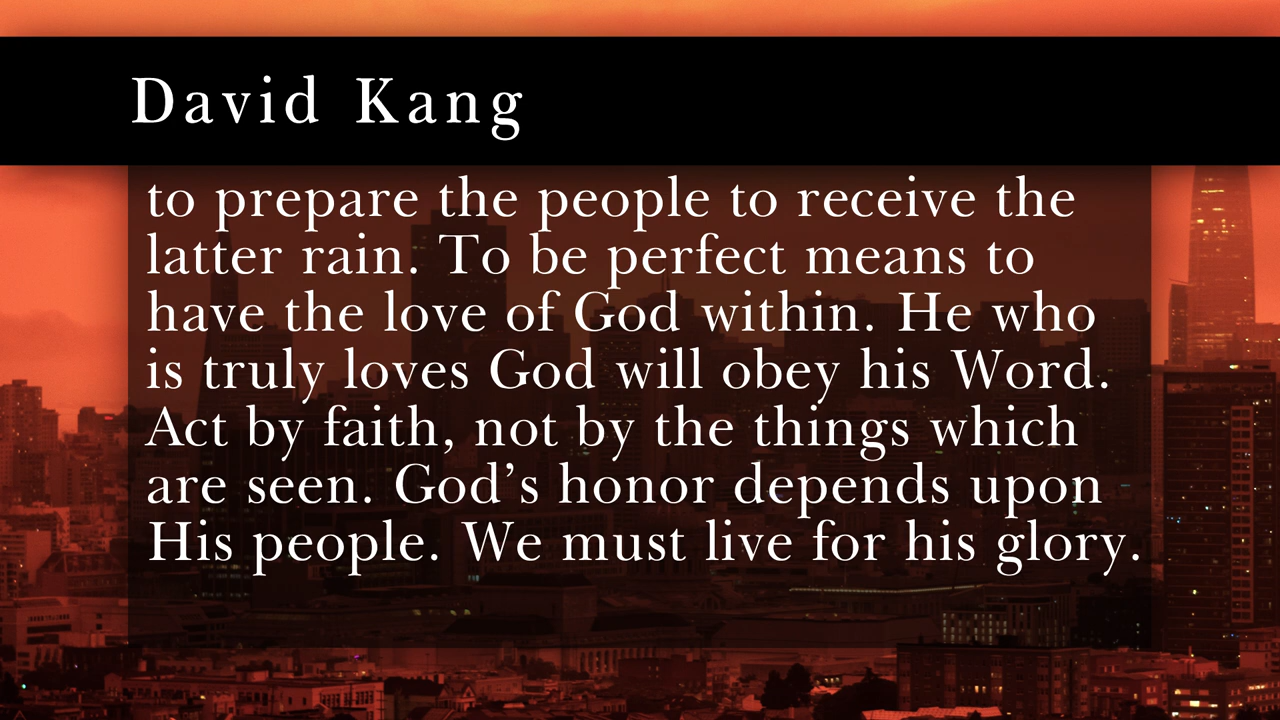 David Kang
to prepare the people to receive the
latter rain. To be perfect means to
have the love of God within. He who
is truly loves God will obey his Word.
Act by faith, not by the things which
are seen. God’s honor depends upon
His people. We must live for his glory.